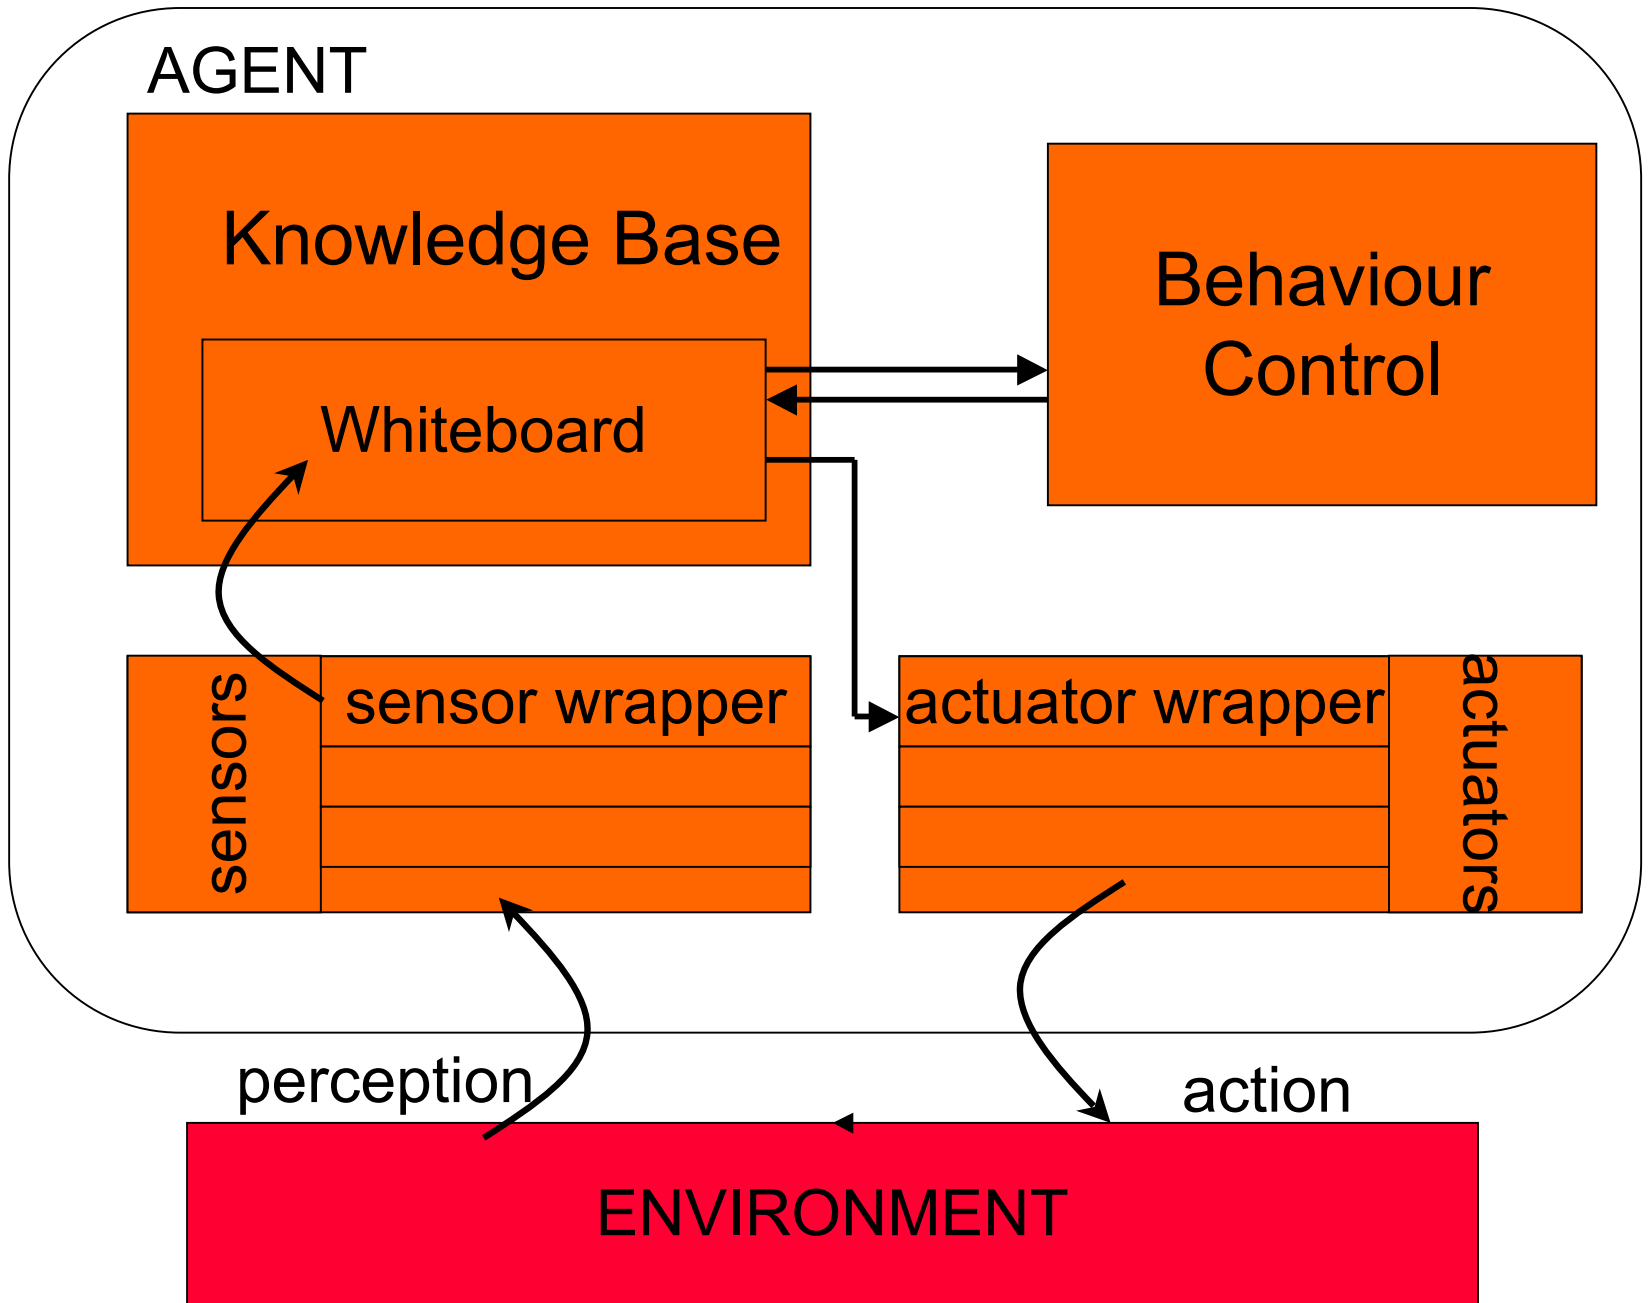 AGENT
Knowledge Base
Behaviour
Control
Whiteboard
sensors
sensor wrapper
actuator wrapper
actuators
perception
action
ENVIRONMENT